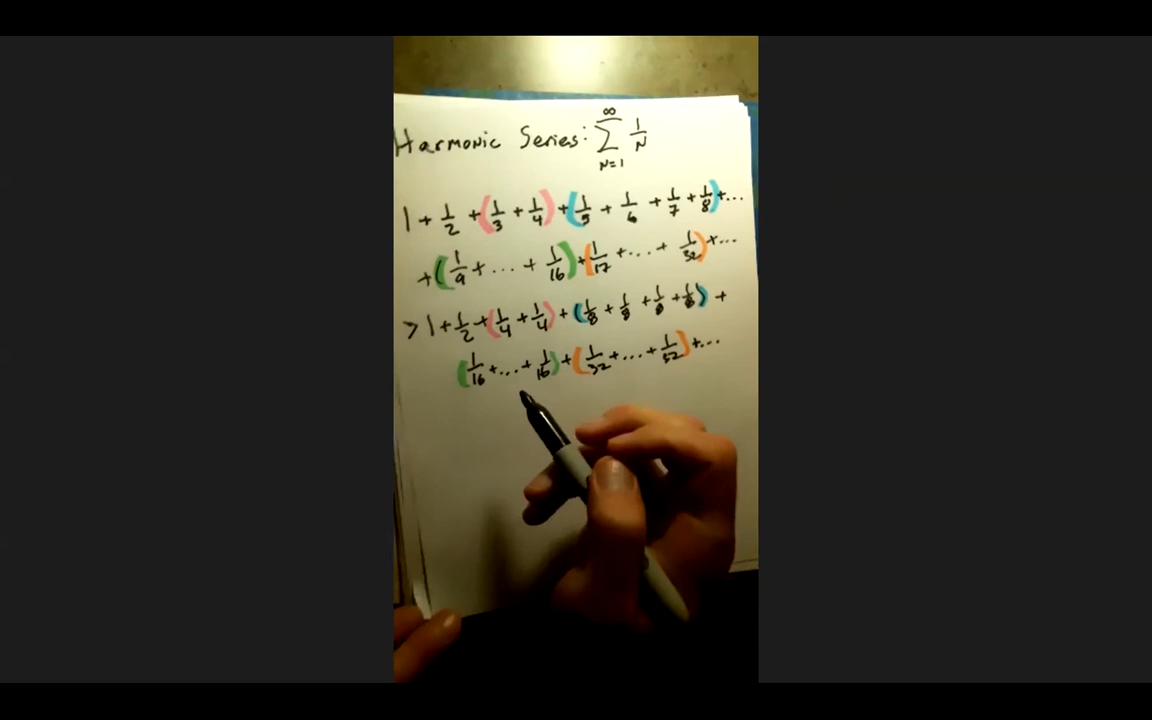 Harmonic Series: ∑_{N=1}^{∞} 1/N
1 + 1/2 + (1/3 + 1/4) + (1/5 + 1/6 + 1/7 + 1/8) + ...
+ (1/9 + ... + 1/16) + (1/17 + ... + 1/32) + ...
> 1 + 1/2 + (1/4 + 1/4) + (1/8 + 1/8 + 1/8 + 1/8) +
(1/16 + ... + 1/16) + (1/32 + ... + 1/32) + ...